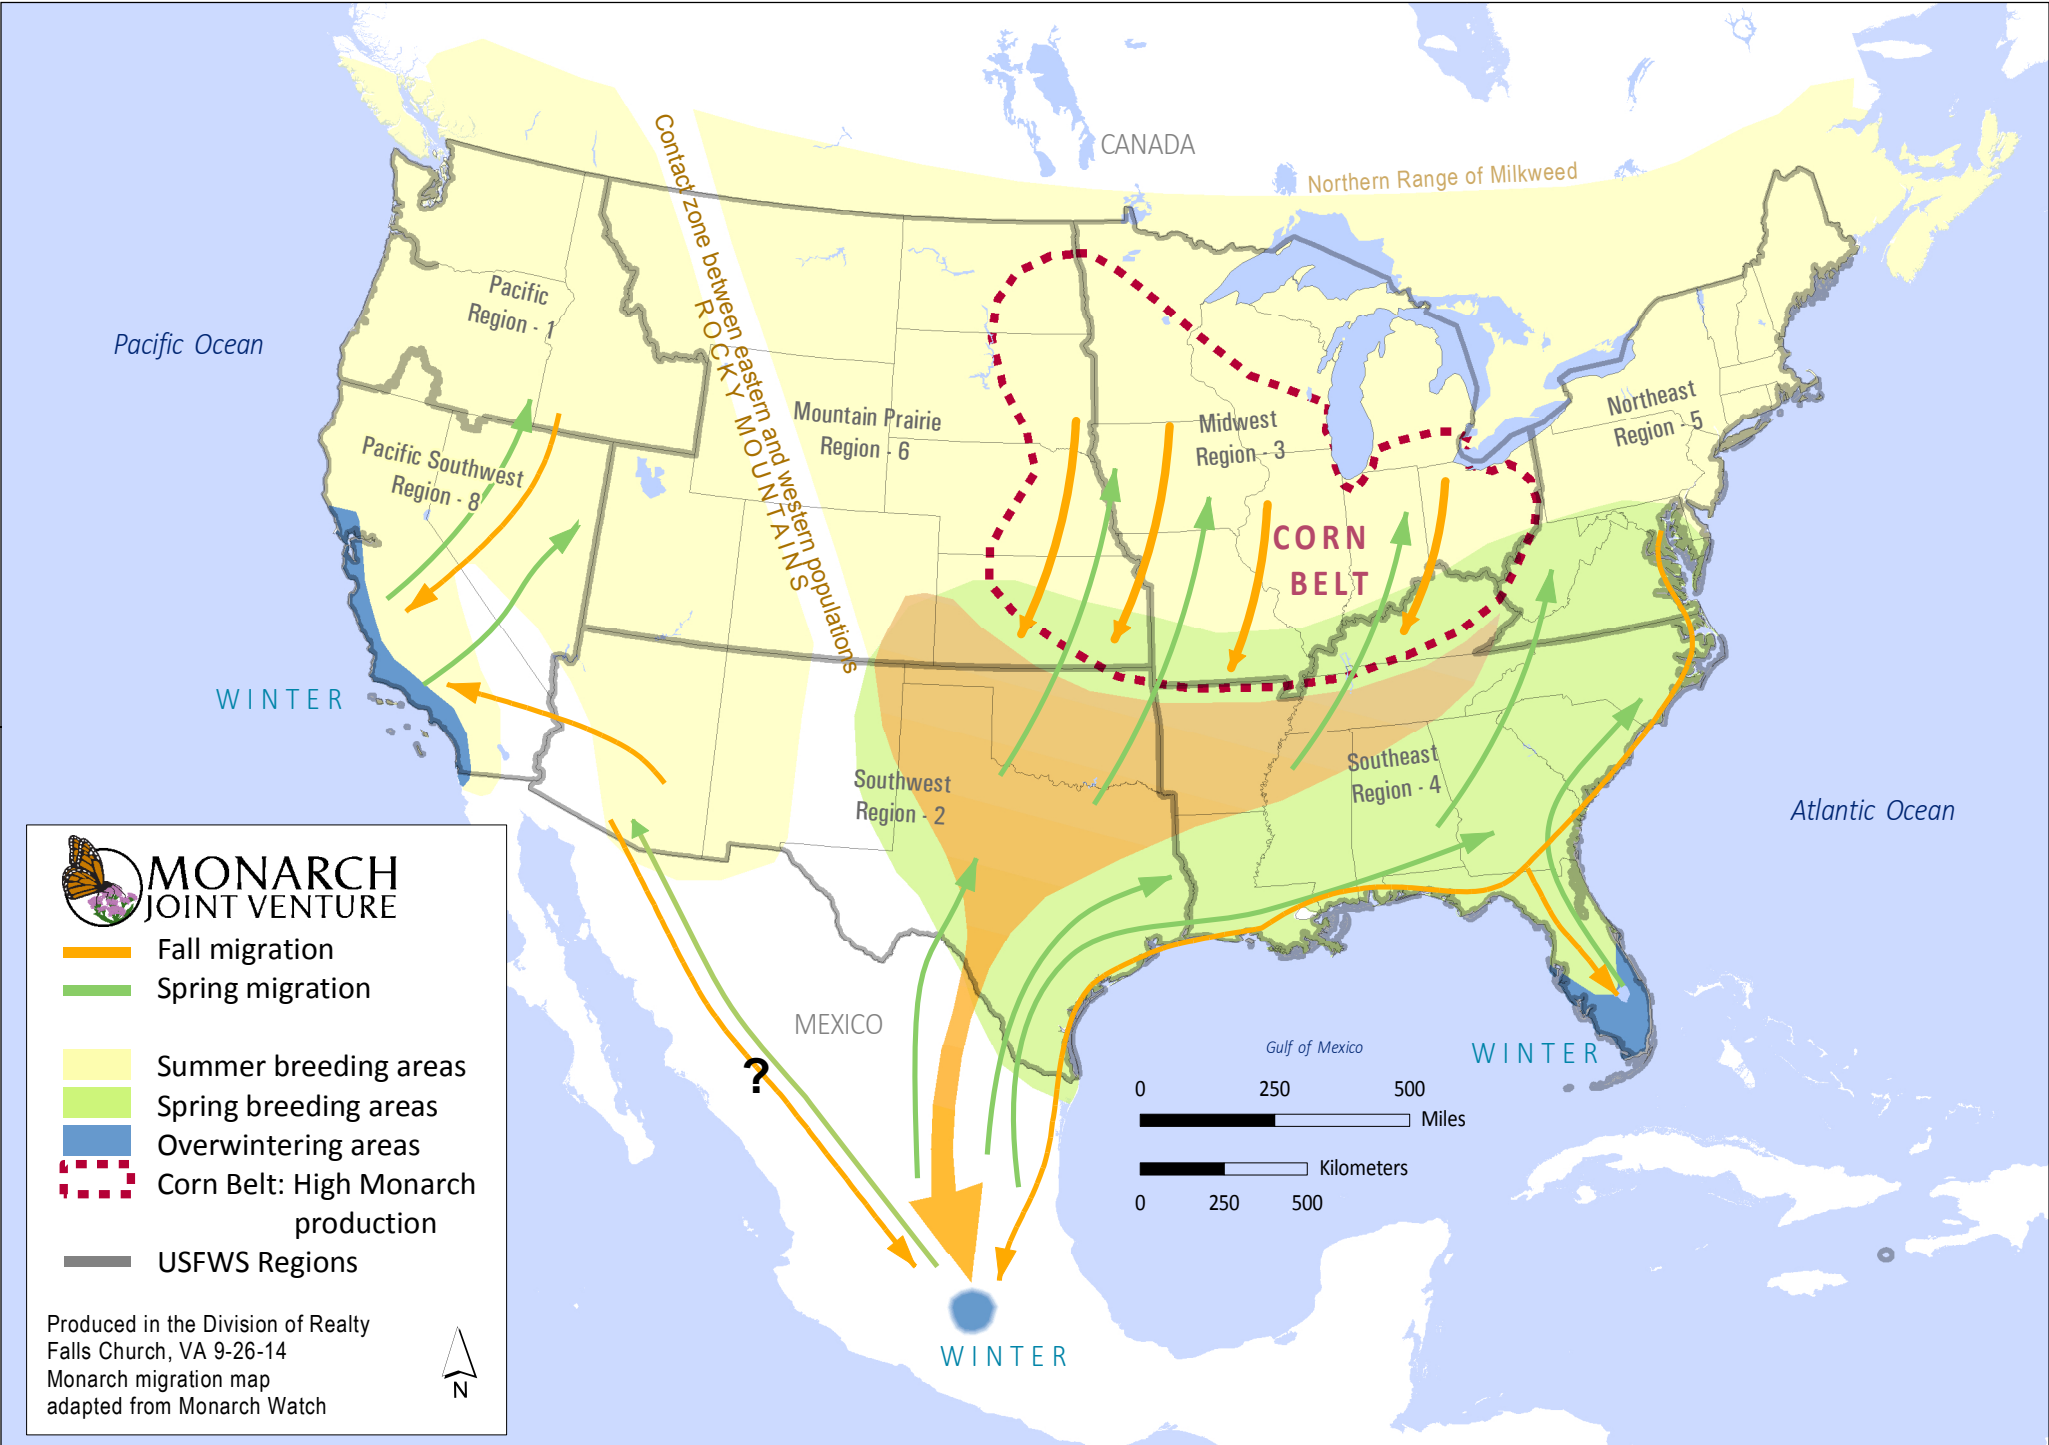 CANADA
Northern Range of Milkweed
Contact zone between eastern and western populations
ROCKY MOUNTAINS
Pacific
Region - 1
Pacific Ocean
Mountain Prairie
Region - 6
Midwest
Region - 3
Northeast
Region - 5
Pacific Southwest
Region - 8
CORN
BELT
WINTER
Southwest
Region - 2
Southeast
Region - 4
Atlantic Ocean
MEXICO
?
Gulf of Mexico
WINTER
0 250 500
Miles
Kilometers
0 250 500
WINTER
MONARCH
JOINT VENTURE
Fall migration
Spring migration
Summer breeding areas
Spring breeding areas
Overwintering areas
Corn Belt: High Monarch
production
USFWS Regions
Produced in the Division of Realty
Falls Church, VA 9-26-14
Monarch migration map
adapted from Monarch Watch
N